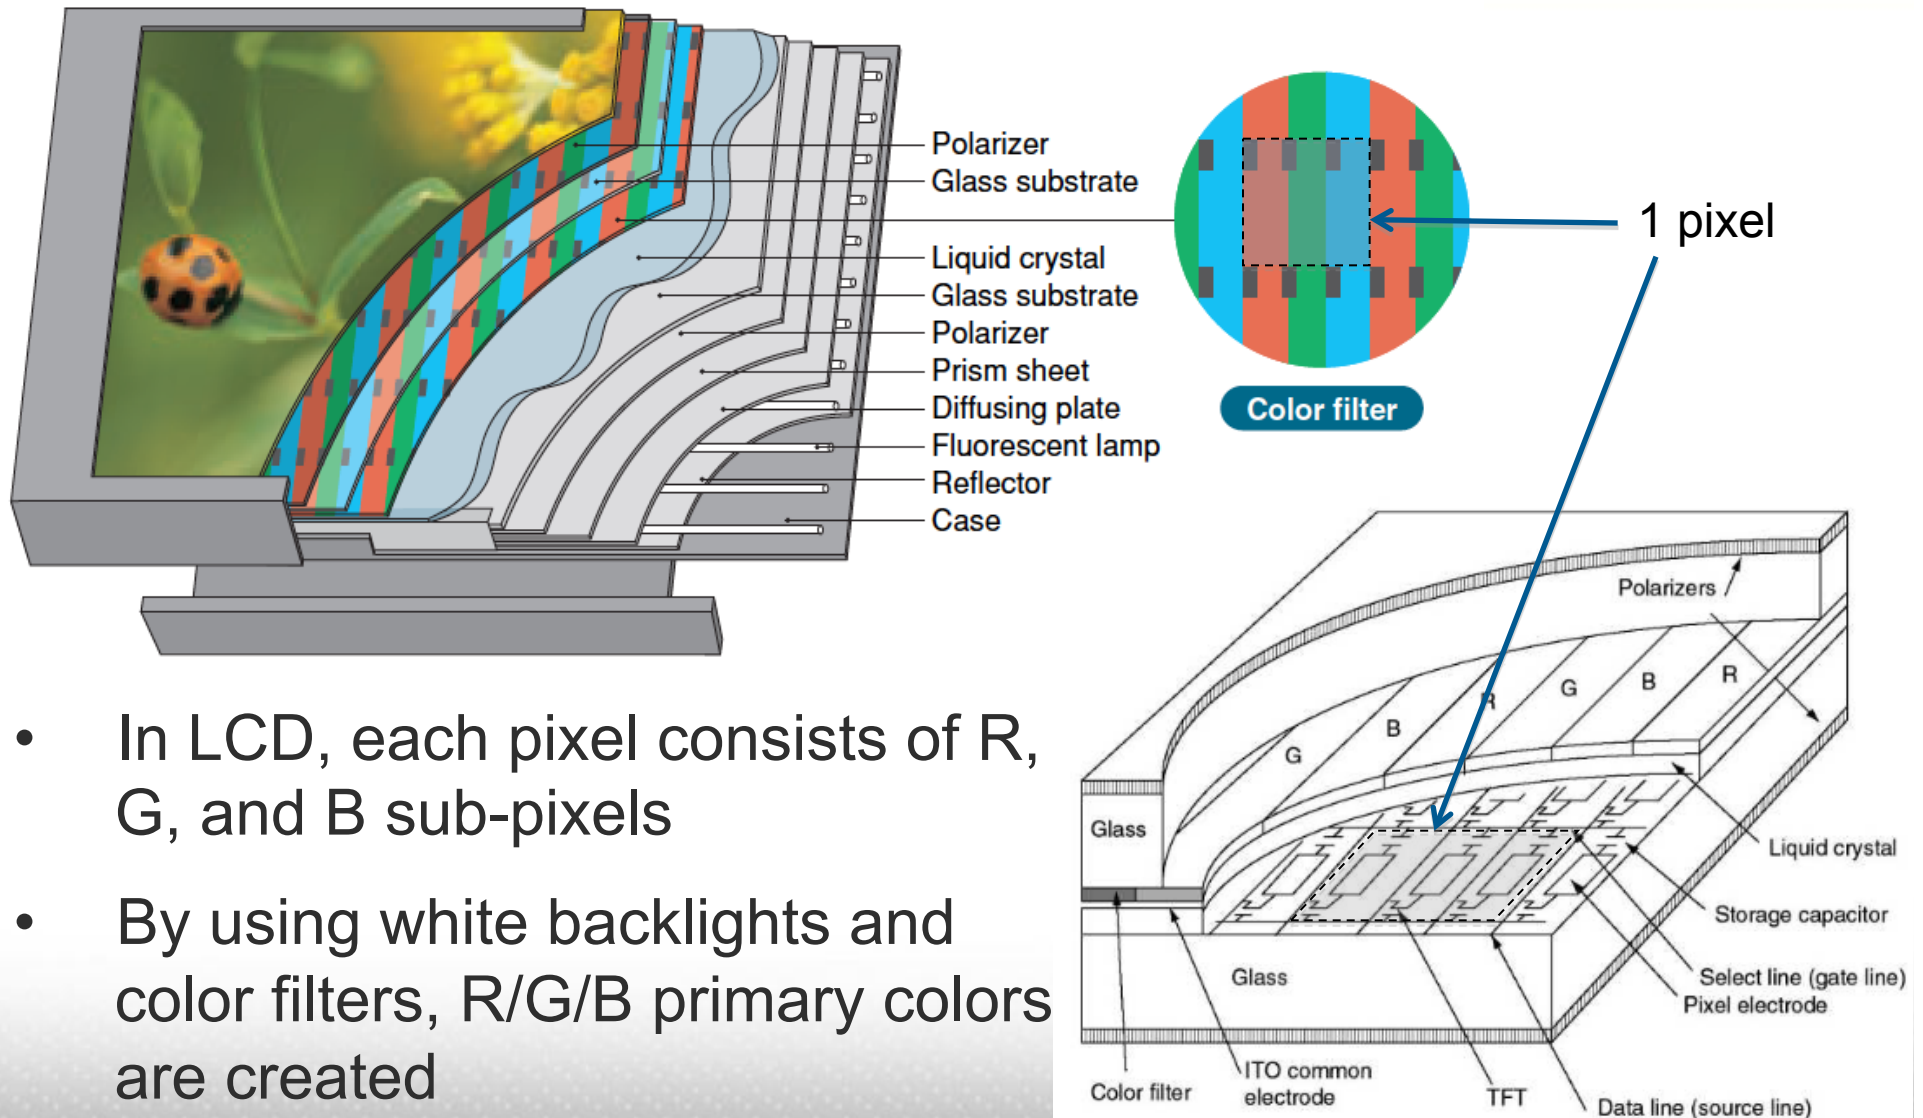 Polarizer
Glass substrate
Liquid crystal
Glass substrate
Polarizer
Prism sheet
Diffusing plate
Fluorescent lamp
Reflector
Case
Color filter
1 pixel
• In LCD, each pixel consists of R,
G, and B sub-pixels
• By using white backlights and
color filters, R/G/B primary colors
are created
Polarizers
G B R G B R
Glass
Liquid crystal
Storage capacitor
Select line (gate line)
Pixel electrode
Glass
Color filter
ITO common
electrode
TFT
Data line (source line)